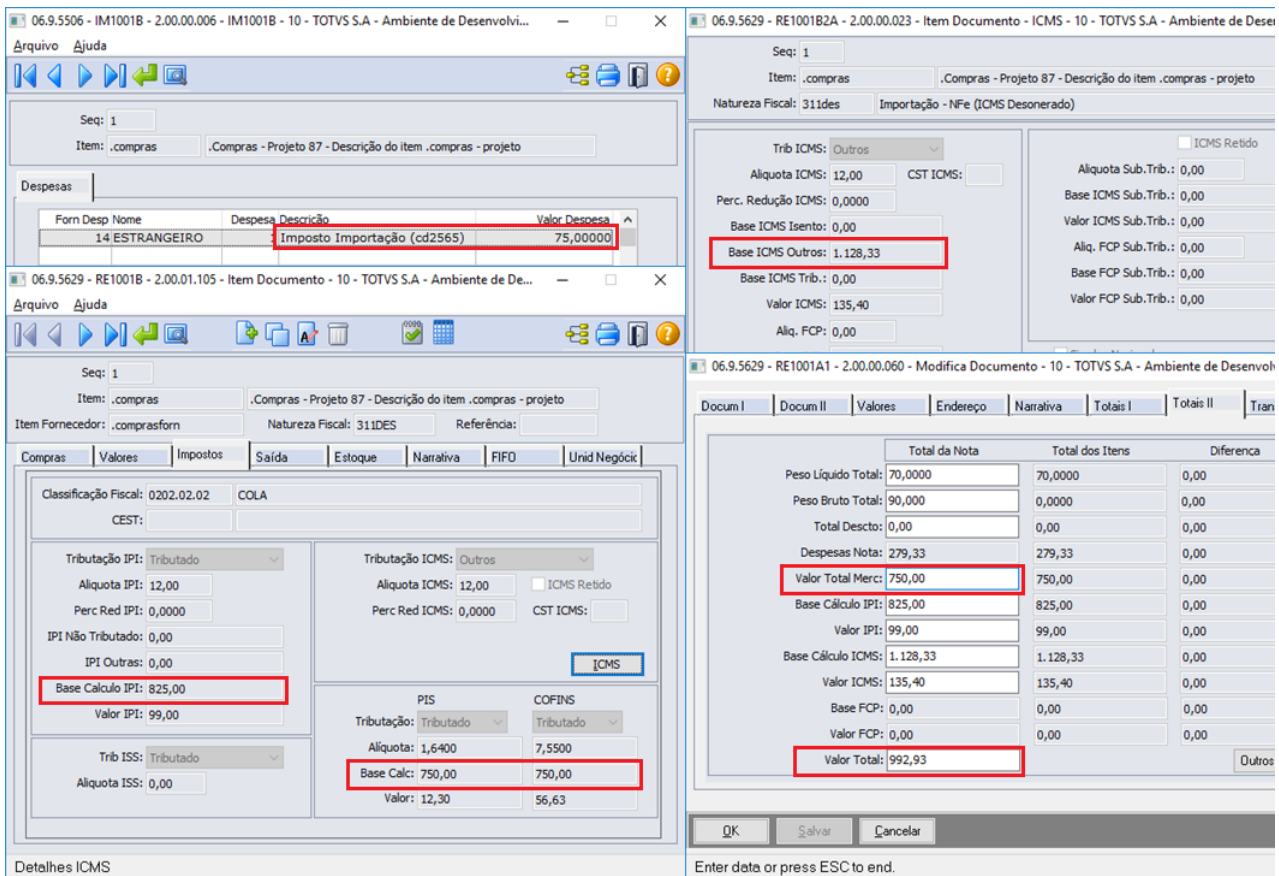 06.9.5506 - IM1001B - 2.00.00.006 - IM1001B - 10 - TOTVS S.A - Ambiente de Desenvolvi...
Arquivo Ajuda
Seq: 1
Item: .compras .Compras - Projeto 87 - Descrição do item .compras - projeto
Despesas
Forn Desp Nome Despesa Descrição Valor Despesa
14 ESTRANGEIRO 1 Imposto Importação (cd2565) 75,00000
06.9.5629 - RE1001B2A - 2.00.00.023 - Item Documento - ICMS - 10 - TOTVS S.A - Ambiente de Desen
Seq: 1
Item: .compras .Compras - Projeto 87 - Descrição do item .compras - projeto
Natureza Fiscal: 311des Importação - NFe (ICMS Desonerado)
Trib ICMS: Outros
Aliquota ICMS: 12,00 CST ICMS:
Perc. Redução ICMS: 0,0000
Base ICMS Isento: 0,00
Base ICMS Outros: 1.128,33
Base ICMS Trib.: 0,00
Valor ICMS: 135,40
Aliq. FCP: 0,00
ICMS Retido
Aliquota Sub.Trib.: 0,00
Base ICMS Sub.Trib.: 0,00
Valor ICMS Sub.Trib.: 0,00
Aliq. FCP Sub.Trib.: 0,00
Base FCP Sub.Trib.: 0,00
Valor FCP Sub.Trib.: 0,00
06.9.5629 - RE1001B - 2.00.01.105 - Item Documento - 10 - TOTVS S.A - Ambiente de De...
Arquivo Ajuda
Seq: 1
Item: .compras .Compras - Projeto 87 - Descrição do item .compras - projeto
Item Fornecedor: .comprasforn Natureza Fiscal: 311DES Referência:
Compras Valores Impostos Saída Estoque Narrativa FIFO Unid Negóci
Classificação Fiscal: 0202.02.02 COLA
CEST:
Tributação IPI: Tributado
Aliquota IPI: 12,00
Perc Red IPI: 0,0000
IPI Não Tributado: 0,00
IPI Outras: 0,00
Base Calculo IPI: 825,00
Valor IPI: 99,00
Trib ISS: Tributado
Aliquota ISS: 0,00
Tributação ICMS: Outros
Aliquota ICMS: 12,00 ICMS Retido
Perc Red ICMS: 0,0000 CST ICMS:
ICMS
PIS COFINS
Tributação: Tributado Tributado
Alíquota: 1,6400 7,5500
Base Calc: 750,00 750,00
Valor: 12,30 56,63
Detalhes ICMS
06.9.5629 - RE1001A1 - 2.00.00.060 - Modifica Documento - 10 - TOTVS S.A - Ambiente de Desenvol
Docum I Docum II Valores Endereço Narrativa Totais I Totais II Tran
Total da Nota Total dos Itens Diferenca
Peso Líquido Total: 70,0000 70,0000 0,00
Peso Bruto Total: 90,000 0,0000 0,00
Total Descto: 0,00 0,00 0,00
Despesas Nota: 279,33 279,33 0,00
Valor Total Merc: 750,00 750,00 0,00
Base Cálculo IPI: 825,00 825,00 0,00
Valor IPI: 99,00 99,00 0,00
Base Cálculo ICMS: 1.128,33 1.128,33 0,00
Valor ICMS: 135,40 135,40 0,00
Base FCP: 0,00 0,00 0,00
Valor FCP: 0,00 0,00 0,00
Valor Total: 992,93 Outros
OK Salvar Cancelar
Enter data or press ESC to end.